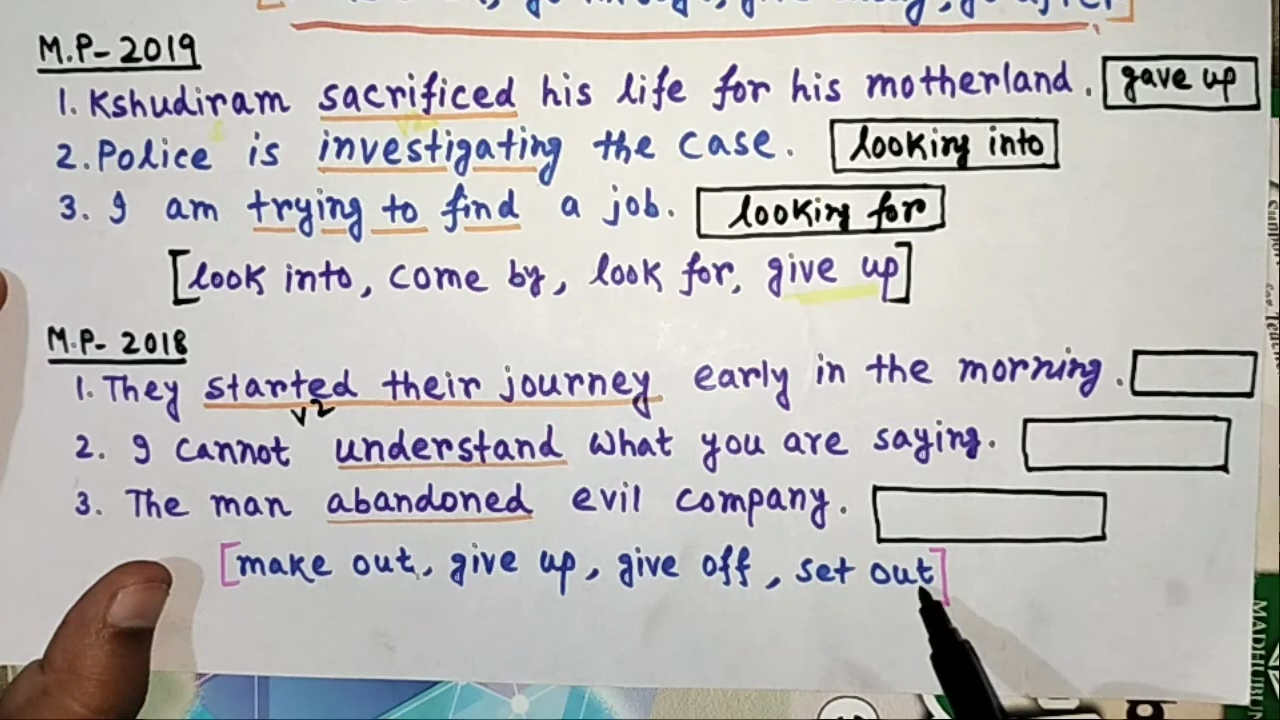 M.P-2019
1. Kshudiram sacrificed his life for his motherland. gave up
2. Police is investigating the case. looking into
3. I am trying to find a job. looking for
[look into, come by, look for, give up]
M.P- 2018
1. They started their journey early in the morning.
v2
2. I cannot understand what you are saying.
3. The man abandoned evil company.
[make out, give up, give off, set out]
MADHUBUN